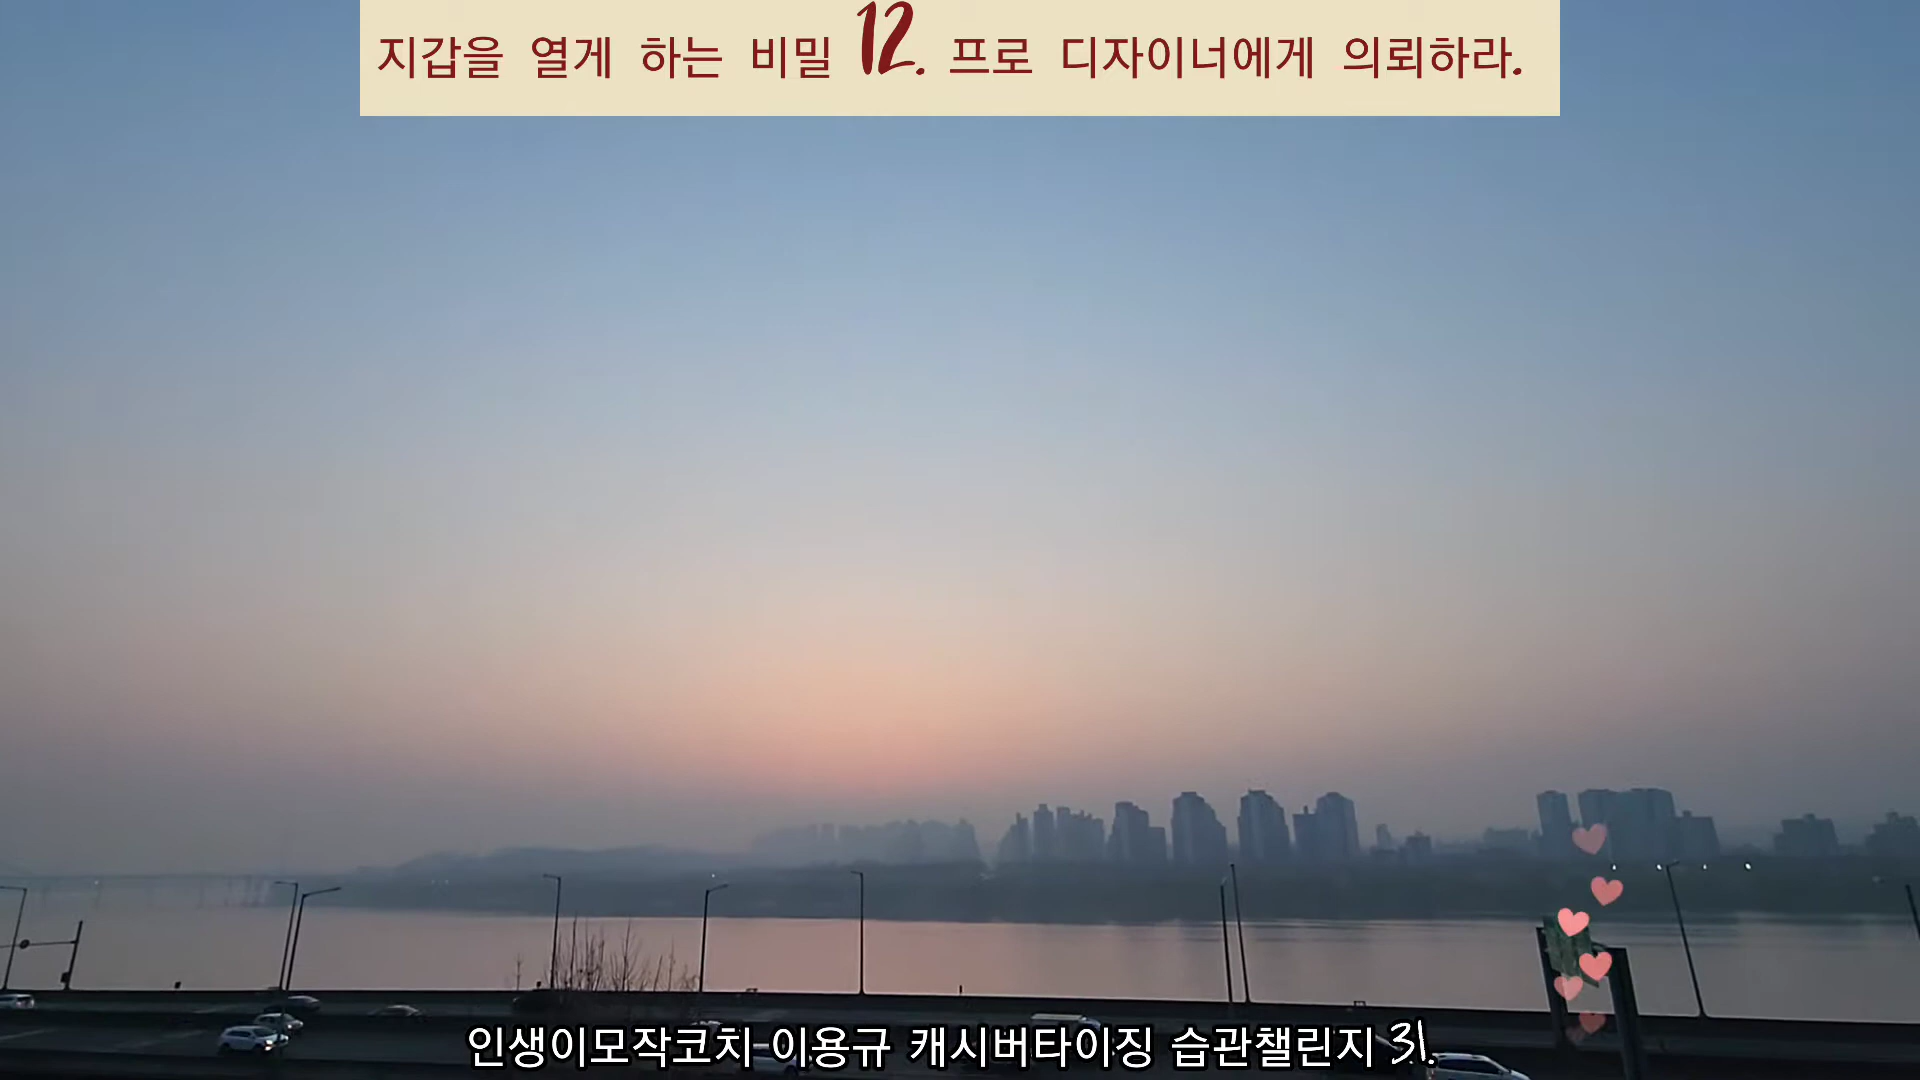 지갑을 열게 하는 비밀 12. 프로 디자이너에게 의뢰하라.
인생이모작코치 이용규 캐시버타이징 습관챌린지 31.